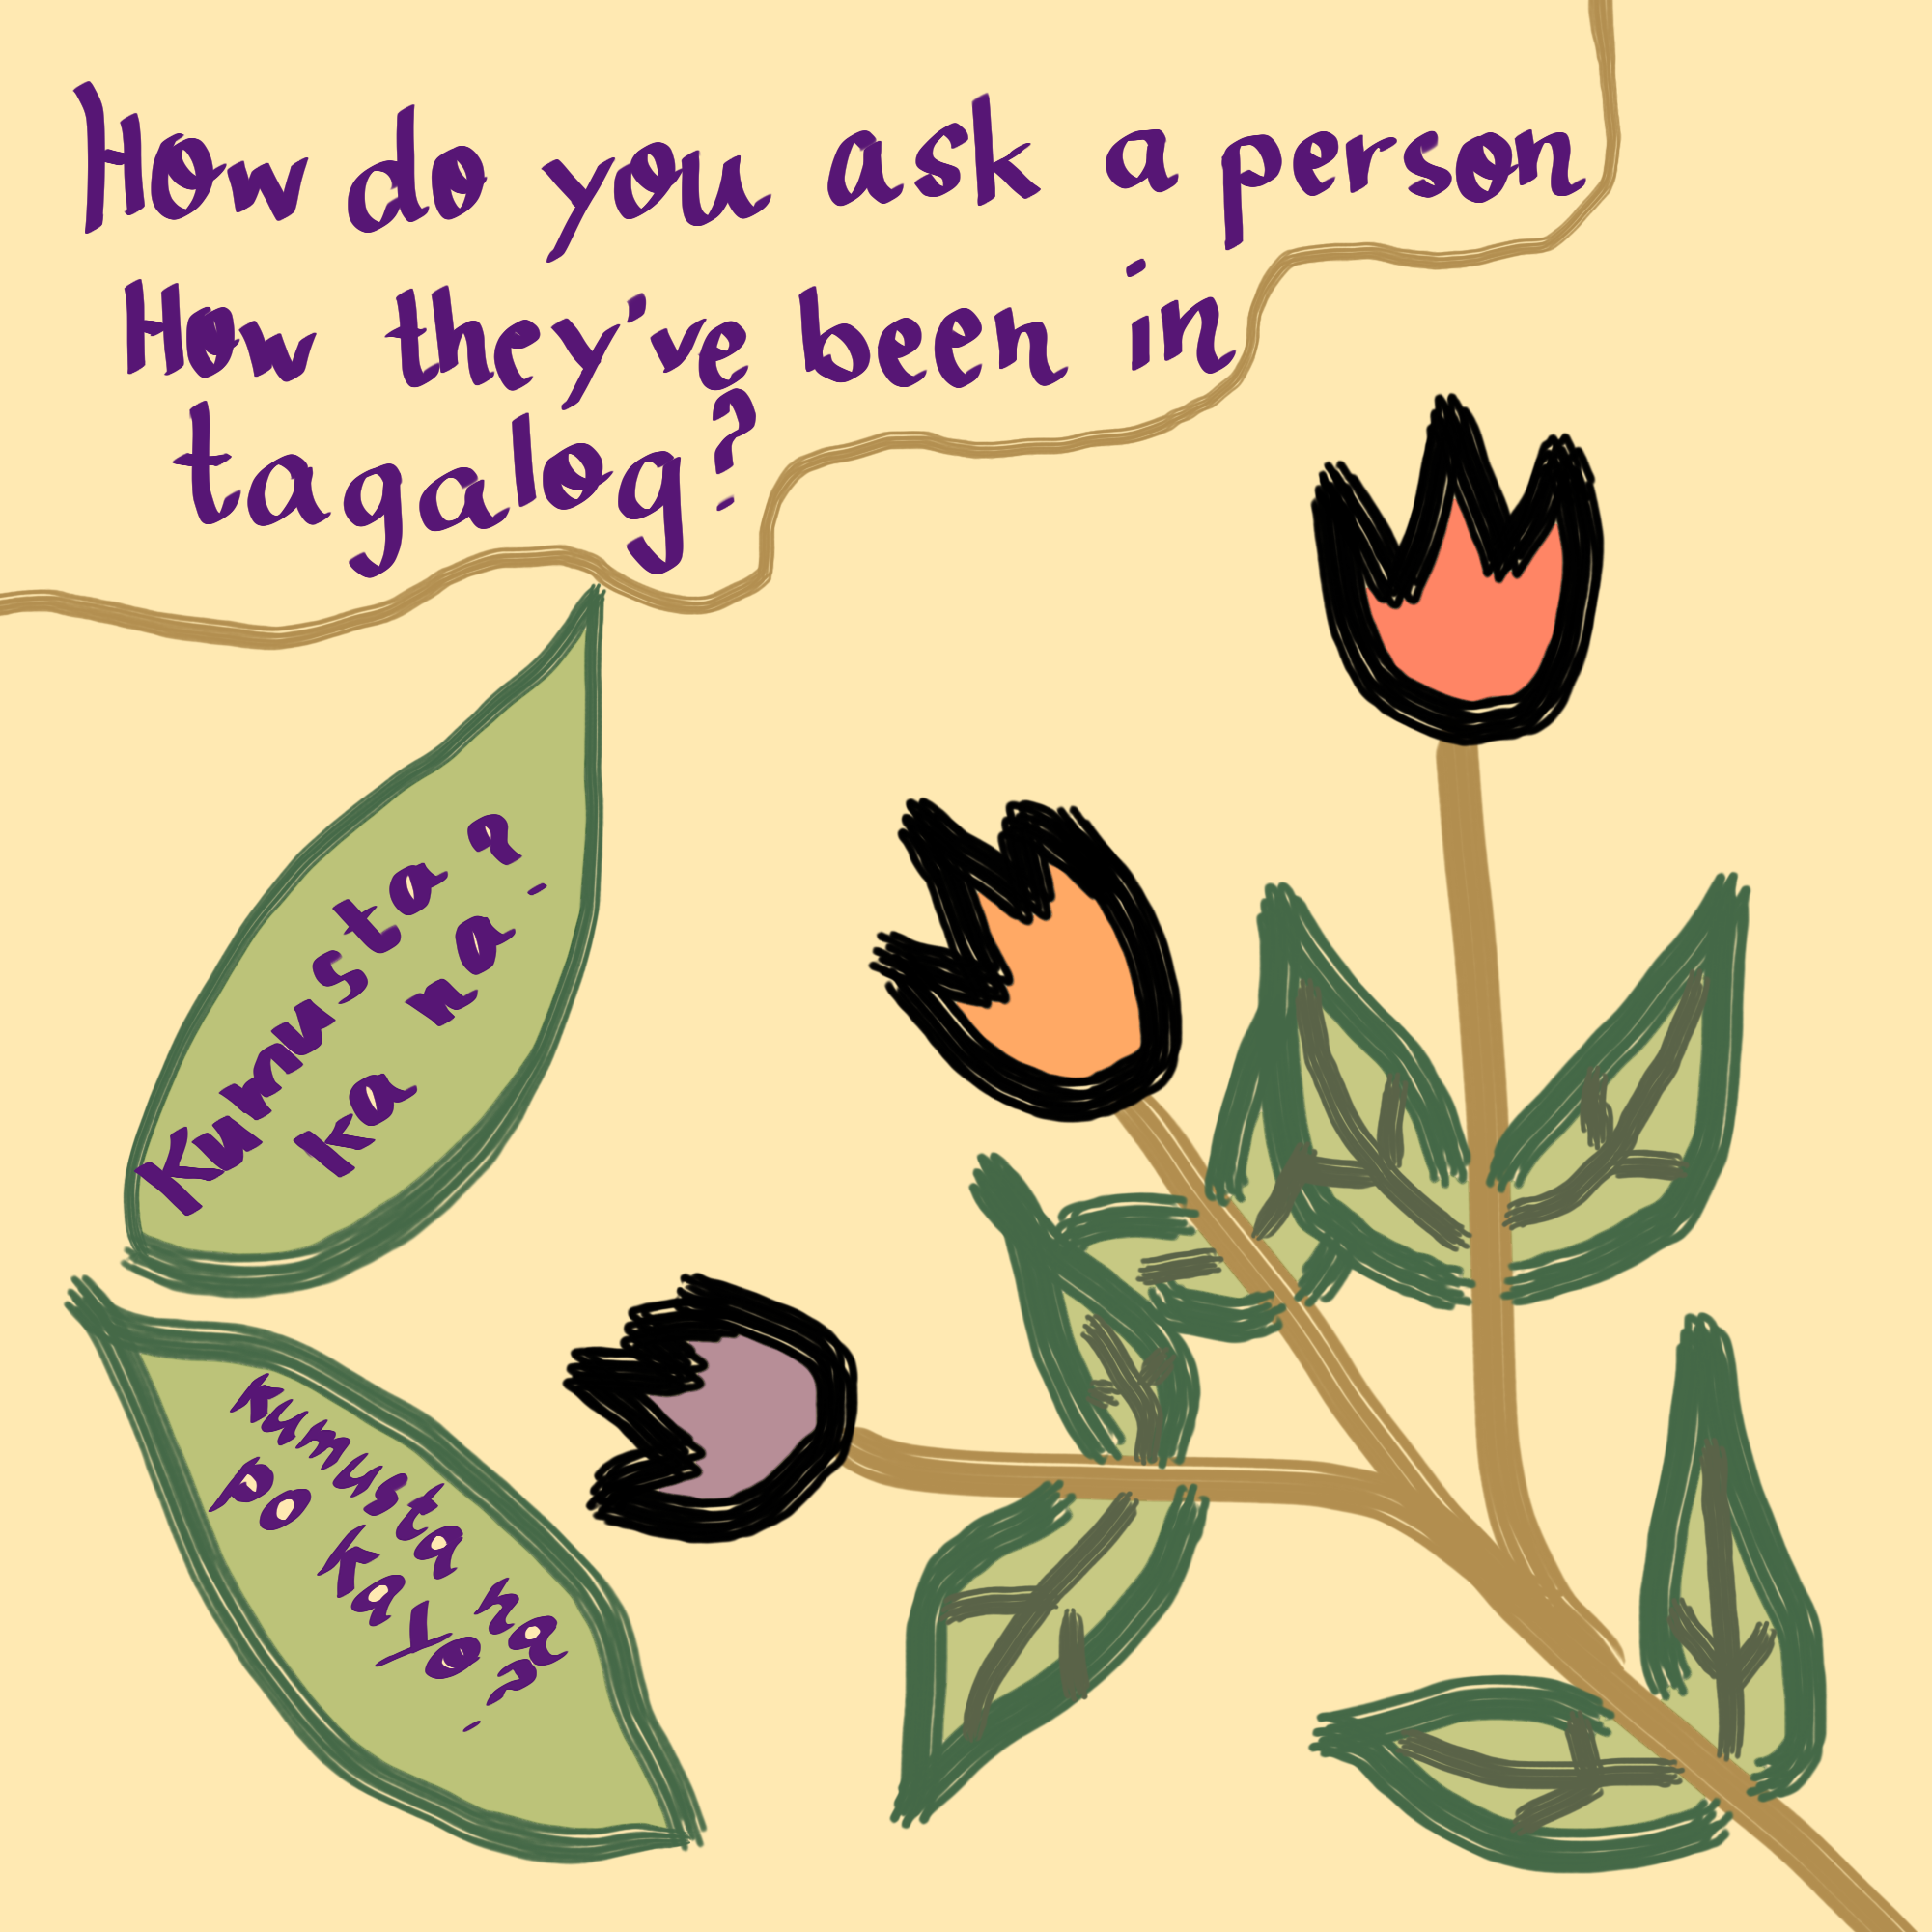 How do you ask a person
How they've been in
tagalog?
Kumusta
ka na?
Kumusta na
po kayo?